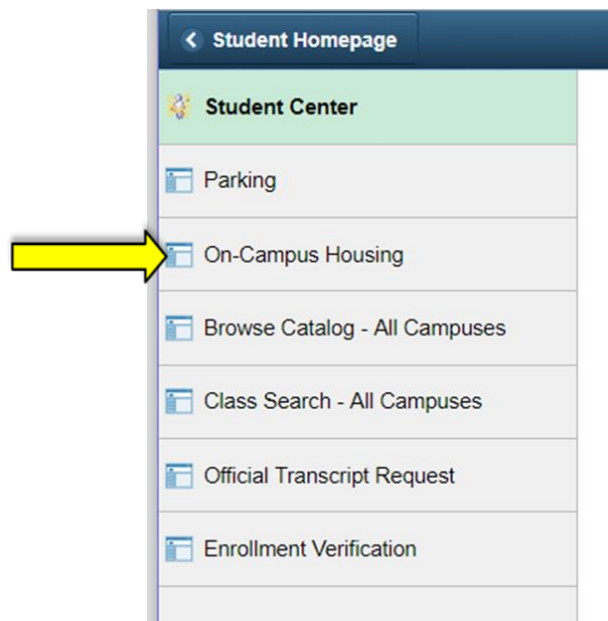 Student Homepage
Student Center
Parking
On-Campus Housing
Browse Catalog - All Campuses
Class Search - All Campuses
Official Transcript Request
Enrollment Verification